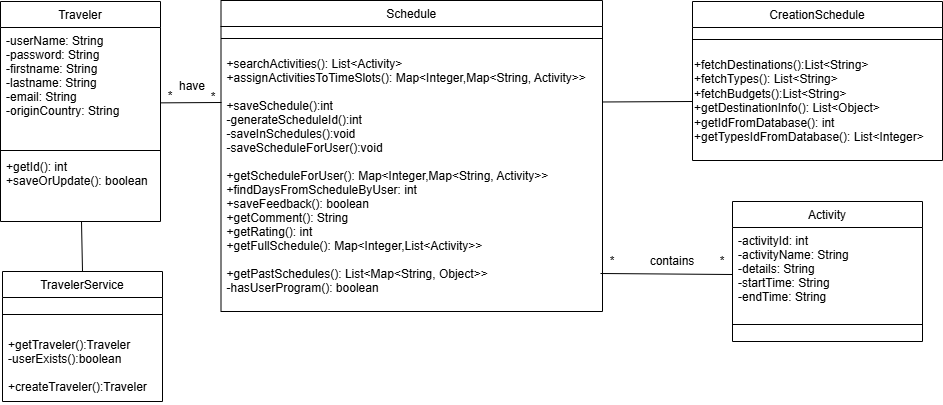 Traveler
-userName: String
-password: String
-firstname: String
-lastname: String
-email: String
-originCountry: String
+getId(): int
+saveOrUpdate(): boolean
have
*
*
Schedule
+searchActivities(): List<Activity>
+assignActivitiesToTimeSlots(): Map<Integer,Map<String, Activity>>
+saveSchedule():int
-generateScheduleId():int
-saveInSchedules():void
-saveScheduleForUser():void
+getScheduleForUser(): Map<Integer,Map<String, Activity>>
+findDaysFromScheduleByUser: int
+saveFeedback(): boolean
+getComment(): String
+getRating(): int
+getFullSchedule(): Map<Integer,List<Activity>>
+getPastSchedules(): List<Map<String, Object>>
-hasUserProgram(): boolean
CreationSchedule
+fetchDestinations():List<String>
+fetchTypes(): List<String>
+fetchBudgets():List<String>
+getDestinationInfo(): List<Object>
+getIdFromDatabase(): int
+getTypesIdFromDatabase(): List<Integer>
*
contains
*
Activity
-activityId: int
-activityName: String
-details: String
-startTime: String
-endTime: String
TravelerService
+getTraveler():Traveler
-userExists():boolean
+createTraveler():Traveler